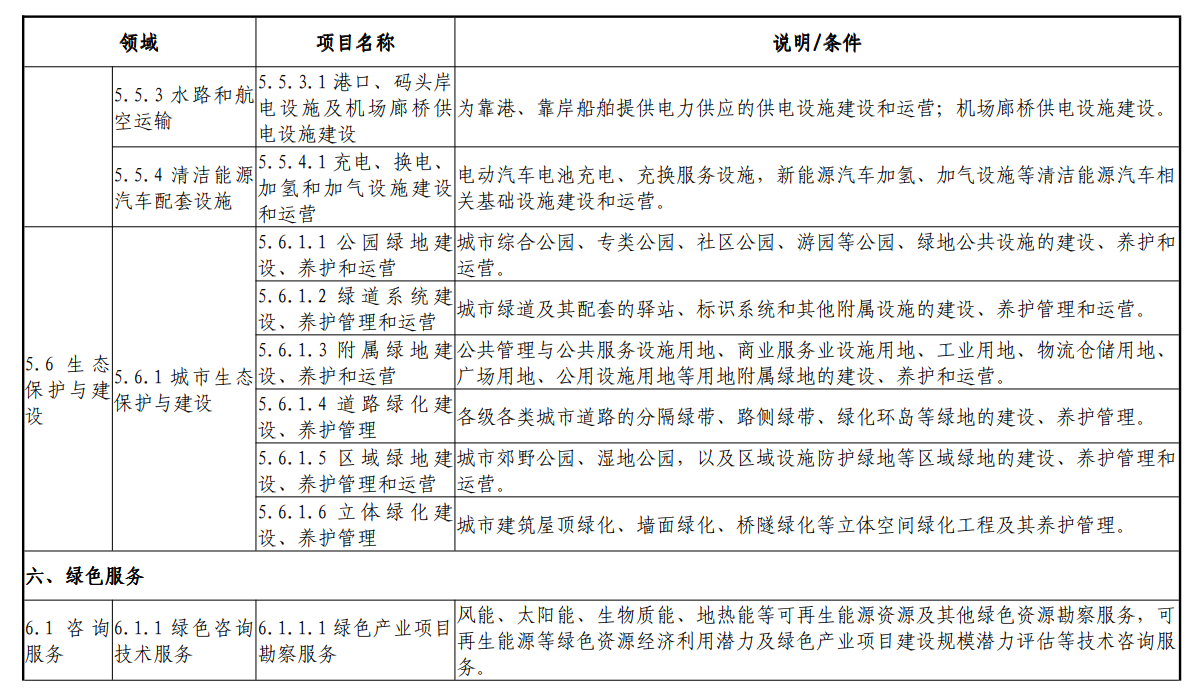 领域
项目名称
说明/条件
5.5.3 水路和航
空运输
5.5.3.1 港口、码头岸
电设施及机场廊桥供
电设施建设
为靠港、靠岸船舶提供电力供应的供电设施建设和运营；机场廊桥供电设施建设。
5.5.4 清洁能源
汽车配套设施
5.5.4.1 充电、换电、
加氢和加气设施建设
和运营
电动汽车电池充电、充换服务设施，新能源汽车加氢、加气设施等清洁能源汽车相
关基础设施建设和运营。
5.6 生态
保护与建
设
5.6.1 城市生态
保护与建设
5.6.1.1 公园绿地建
设、养护和运营
城市综合公园、专类公园、社区公园、游园等公园、绿地公共设施的建设、养护和
运营。
5.6.1.2 绿道系统建
设、养护管理和运营
城市绿道及其配套的驿站、标识系统和其他附属设施的建设、养护管理和运营。
5.6.1.3 附属绿地建
设、养护和运营
公共管理与公共服务设施用地、商业服务业设施用地、工业用地、物流仓储用地、
广场用地、公用设施用地等用地附属绿地的建设、养护和运营。
5.6.1.4 道路绿化建
设、养护管理
各级各类城市道路的分隔绿带、路侧绿带、绿化环岛等绿地的建设、养护管理。
5.6.1.5 区域绿地建
设、养护管理和运营
城市郊野公园、湿地公园，以及区域设施防护绿地等区域绿地的建设、养护管理和
运营。
5.6.1.6 立体绿化建
设、养护管理
城市建筑屋顶绿化、墙面绿化、桥隧绿化等立体空间绿化工程及其养护管理。
六、绿色服务
6.1 咨询
服务
6.1.1 绿色咨询
技术服务
6.1.1.1 绿色产业项目
勘察服务
风能、太阳能、生物质能、地热能等可再生能源资源及其他绿色资源勘察服务，可
再生能源等绿色资源经济利用潜力及绿色产业项目建设规模潜力评估等技术咨询服
务。